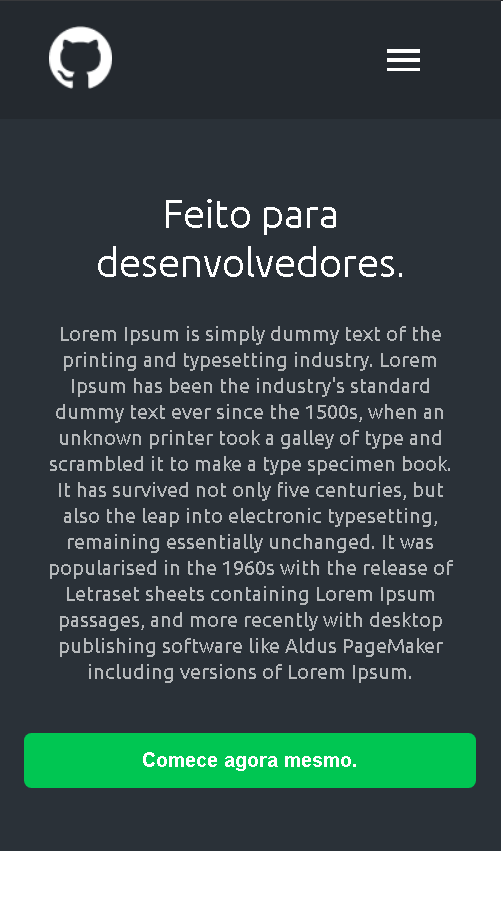 Feito para
desenvolvedores.
Lorem Ipsum is simply dummy text of the
printing and typesetting industry. Lorem
Ipsum has been the industry's standard
dummy text ever since the 1500s, when an
unknown printer took a galley of type and
scrambled it to make a type specimen book.
It has survived not only five centuries, but
also the leap into electronic typesetting,
remaining essentially unchanged. It was
popularised in the 1960s with the release of
Letraset sheets containing Lorem Ipsum
passages, and more recently with desktop
publishing software like Aldus PageMaker
including versions of Lorem Ipsum.
Comece agora mesmo.